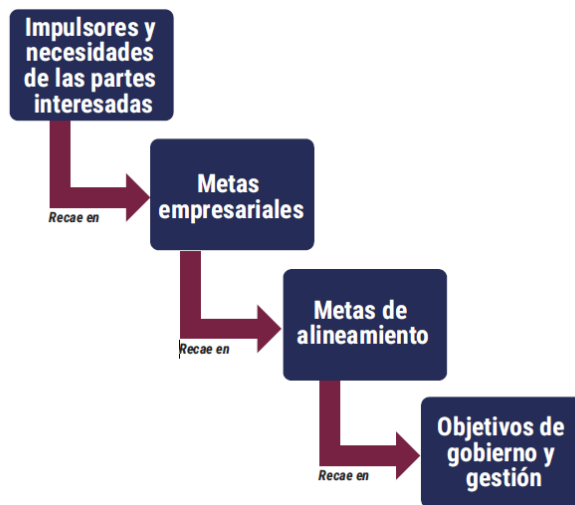 Impulsores y
necesidades
de las partes
interesadas
Recae en
Metas
empresariales
Recae en
Metas de
alineamiento
Recae en
Objetivos de
gobierno y
gestión